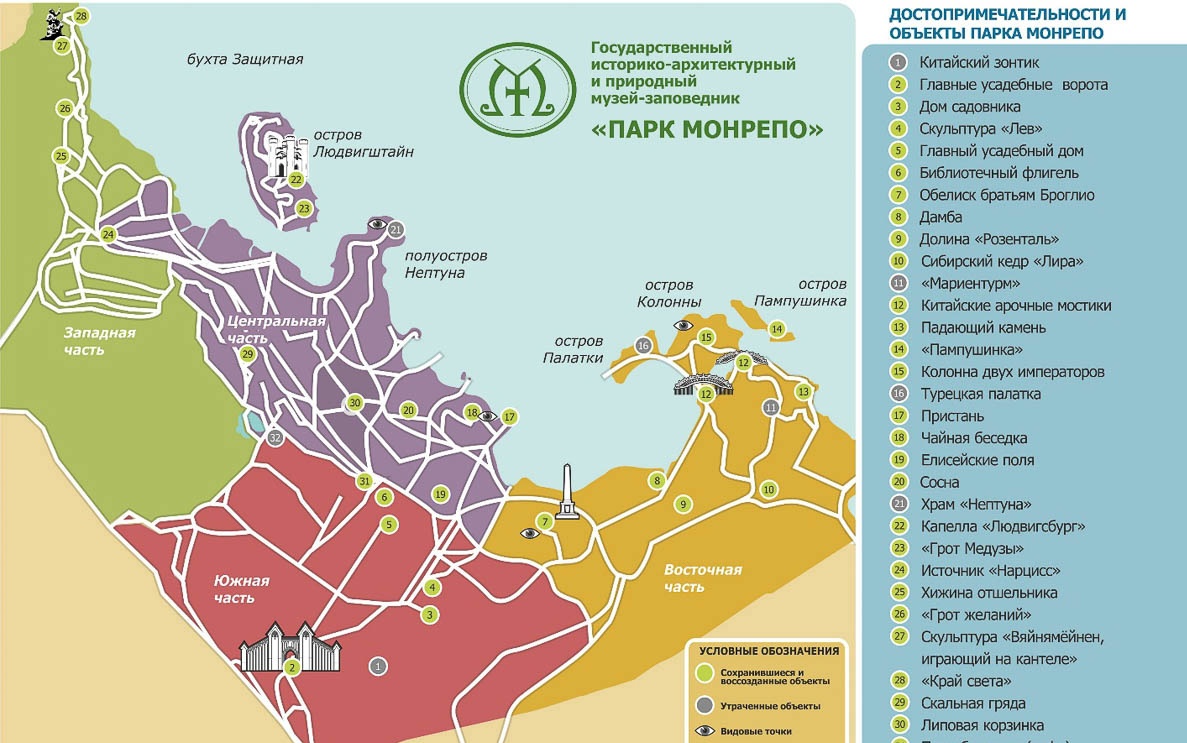 бухта Защитная
Государственный
историко-архитектурный
и природный
музей-заповедник
«ПАРК МОНРЕПО»
остров
Людвигштайн
полуостров
Нептуна
остров
Колонны
остров
Пампушинка
остров
Палатки
Западная
часть
Центральная
часть
Южная
часть
Восточная
часть
28
27
26
25
24
22
23
21
29
30
20
18
17
32
31
6
19
5
4
3
2
1
7
8
9
10
16
15
14
12
12
11
13
УСЛОВНЫЕ ОБОЗНАЧЕНИЯ
Сохранившиеся и
воссозданные объекты
Утраченные объекты
Видовые точки
ДОСТОПРИМЕЧАТЕЛЬНОСТИ И
ОБЪЕКТЫ ПАРКА МОНРЕПО
1 Китайский зонтик
2 Главные усадебные ворота
3 Дом садовника
4 Скульптура «Лев»
5 Главный усадебный дом
6 Библиотечный флигель
7 Обелиск братьям Броглио
8 Дамба
9 Долина «Розенталь»
10 Сибирский кедр «Лира»
11 «Мариентурм»
12 Китайские арочные мостики
13 Падающий камень
14 «Пампушинка»
15 Колонна двух императоров
16 Турецкая палатка
17 Пристань
18 Чайная беседка
19 Елисейские поля
20 Сосна
21 Храм «Нептуна»
22 Капелла «Людвигсбург»
23 «Грот Медузы»
24 Источник «Нарцисс»
25 Хижина отшельника
26 «Грот желаний»
27 Скульптура «Вяйнямёйнен,
играющий на кантеле»
28 «Край света»
29 Скальная гряда
30 Липовая корзинка